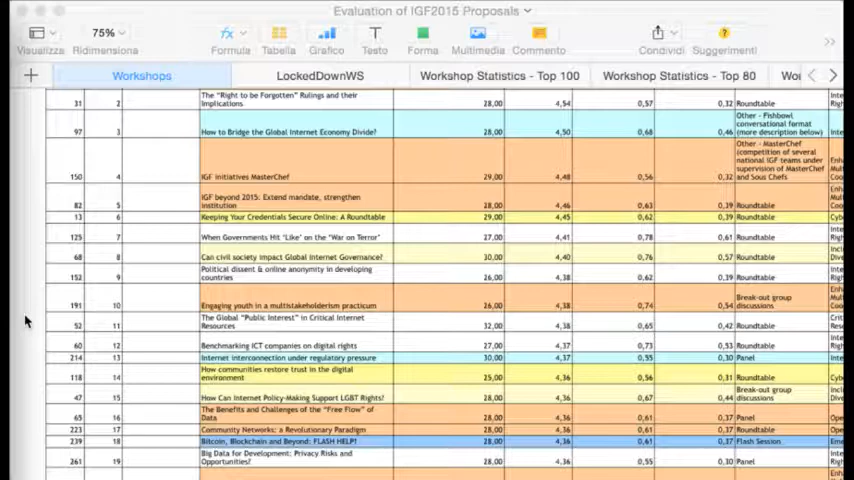 Evaluation of IGF2015 Proposals
75%
Visualizza
Ridimensiona
Formula
Tabella
Grafico
Testo
Forma
Multimedia
Commento
Condividi
Suggerimenti
Workshops
LockedDownWS
Workshop Statistics - Top 100
Workshop Statistics - Top 80
Wor
31 2 The "Right to be Forgotten" Rulings and their 28,00 4,54 0,57 0,32 Roundtable
Implications
97 3 How to Bridge the Global Internet Economy Divide? 28,00 4,50 0,68 0,46 Other - Fishbowl
conversational format
(more description below)
150 4 IGF Initiatives MasterChef 29,00 4,48 0,56 0,32 Other - MasterChef
(competition of several
national IGF teams under
supervision of MasterChef
and Sous Chefs
82 5 IGF beyond 2015: Extend mandate, strengthen 28,00 4,46 0,63 0,39 Roundtable
institution
13 6 Keeping Your Credentials Secure Online: A Roundtable 29,00 4,45 0,62 0,39 Roundtable Cyb
125 7 When Governments Hit 'Like' on the 'War on Terror' 27,00 4,41 0,78 0,61 Roundtable
68 8 Can civil society impact Global Internet Governance? 30,00 4,40 0,76 0,57 Roundtable
152 9 Political dissent & online anonymity in developing 26,00 4,38 0,62 0,39 Roundtable
countries
191 10 Engaging youth in a multistakeholderism practicum 26,00 4,38 0,74 0,54 Break-out group
discussions
52 11 The Global "Public Interest" in Critical Internet 32,00 4,38 0,65 0,42 Roundtable
Resources
60 12 Benchmarking ICT companies on digital rights 27,00 4,37 0,73 0,53 Roundtable
214 13 Internet interconnection under regulatory pressure 30,00 4,37 0,55 0,30 Panel
118 14 How communities restore trust in the digital 25,00 4,36 0,56 0,31 Roundtable Cyb
environment
47 15 How Can Internet Policy-Making Support LGBT Rights? 28,00 4,36 0,67 0,44 Break-out group
discussions
65 16 The Benefits and Challenges of the "Free Flow" of 28,00 4,36 0,61 0,37 Panel Ope
Data
223 17 Community Networks: a Revolutionary Paradigm 28,00 4,36 0,61 0,37 Roundtable Ope
239 18 Bitcoin, Blockchain and Beyond: FLASH HELP! 28,00 4,36 0,61 0,37 Flash Session Eme
261 19 Big Data for Development: Privacy Risks and 28,00 4,36 0,55 0,30 Panel
Opportunities?